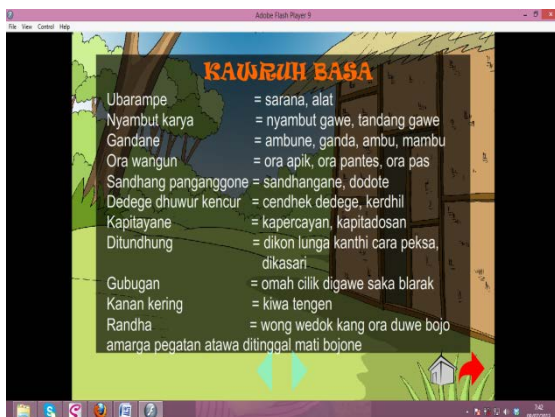 Adobe Flash Player 9
File View Control Help
KAWRUH BASA
Ubarampe = sarana, alat
Nyambut karya = nyambut gawe, tandang gawe
Gandane = ambune, ganda, ambu, mambu
Ora wangun = ora apik, ora pantes, ora pas
Sandhang panganggone = sandhangane, dodote
Dedege dhuwur kencur = cendhek dedege, kerdhil
Kapitayane = kapercayan, kapitadosan
Ditundhung = dikon lunga kanthi cara peksa,
dikasari
Gubugan = omah cilik digawe saka blarak
Kanan kering = kiwa tengen
Randha = wong wedok kang ora duwe bojo
amarga pegatan atawa ditinggal mati bojone